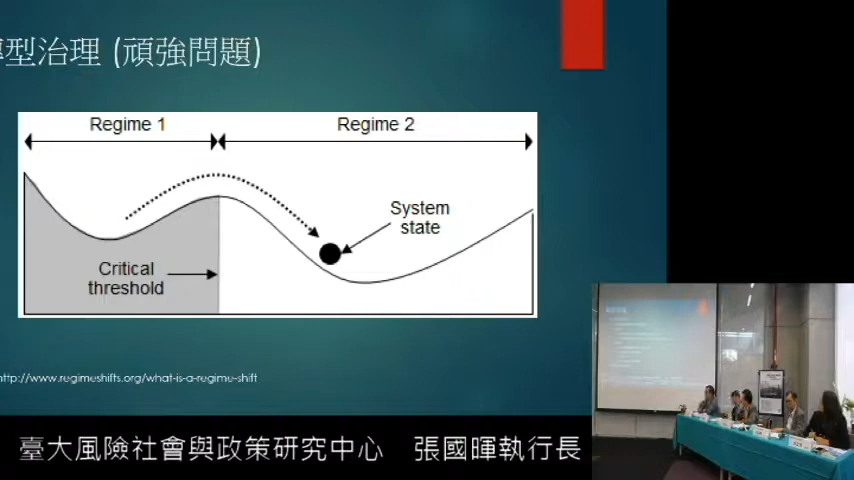 型治理 (頑強問題)
Regime 1
Regime 2
System
state
Critical
threshold
http://www.regimeshifts.org/what-is-a-regime-shift
臺大風險社會與政策研究中心 張國暉執行長